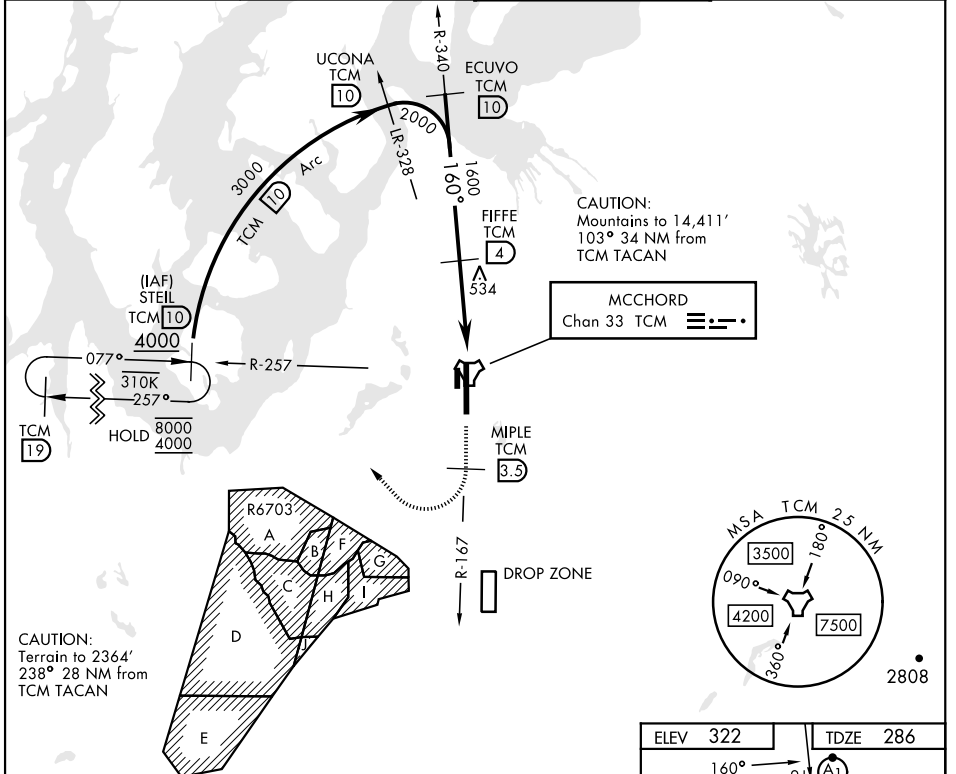 R-340
UCONA
TCM
10
ECUVO
TCM
10
2000
LR-328
3000
Arc
TCM 10
1600
160°
CAUTION:
Mountains to 14,411'
103° 34 NM from
TCM TACAN
FIFFE
TCM
4
534
(IAF)
STEIL
TCM 10
4000
MCCHORD
Chan 33 TCM
077°
R-257
310K
257°
TCM
19
HOLD 8000
4000
MIPLE
TCM
3.5
R6703
A
B
F
G
C
H
I
J
D
E
R-167
DROP ZONE
MSA TCM 25 NM
3500
180°
090°
4200
7500
360°
2808
CAUTION:
Terrain to 2364'
238° 28 NM from
TCM TACAN
ELEV 322
TDZE 286
160°
A1